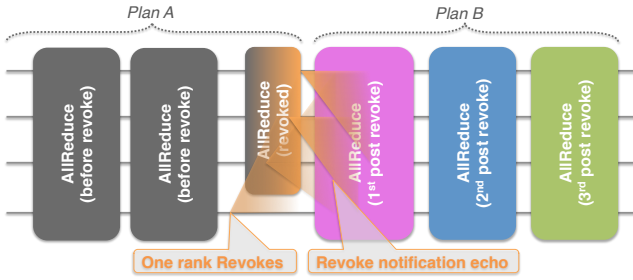 Plan A
Plan B
AllReduce
(before revoke)
AllReduce
(before revoke)
AllReduce
(revoked)
AllReduce
(1st post revoke)
AllReduce
(2nd post revoke)
AllReduce
(3rd post revoke)
One rank Revokes
Revoke notification echo